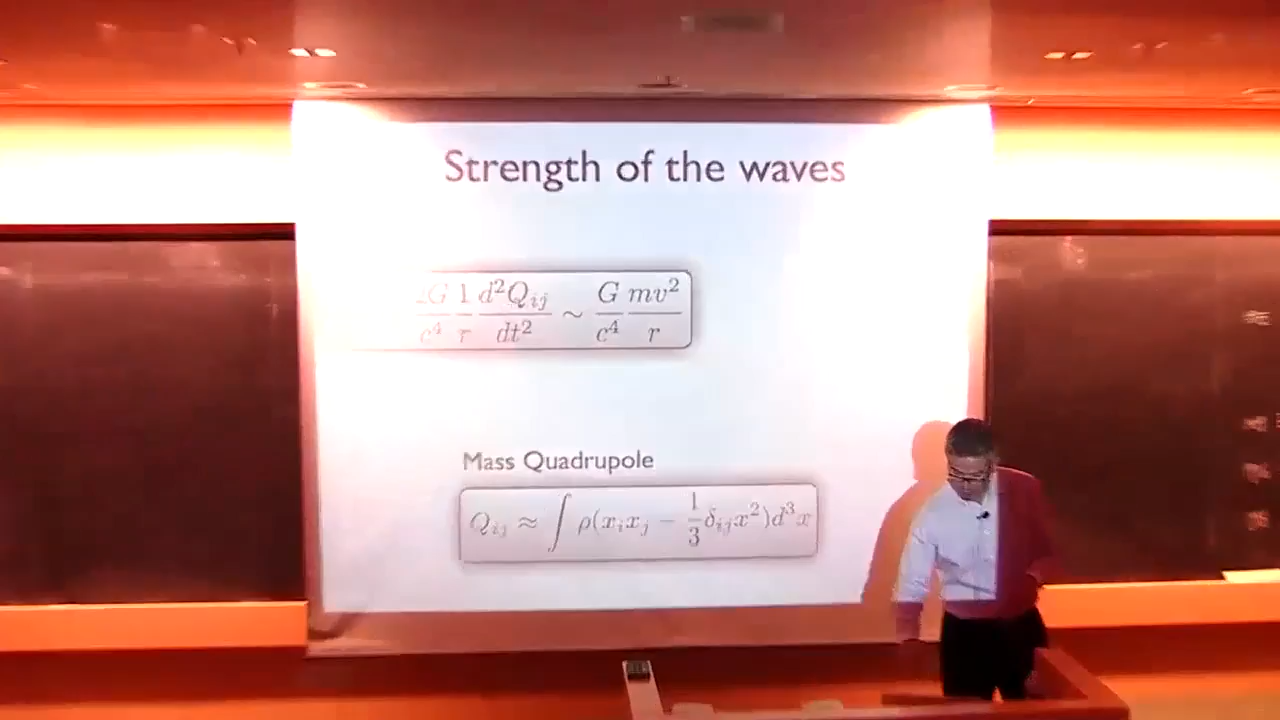 Strength of the waves
2G/c⁴ 1/r d²Q_ij/dt² ~ G/c⁴ mv²/r
Mass Quadrupole
Q_ij ≈ ∫ ρ(x_i x_j − 1/3 δ_ij x²)d³x